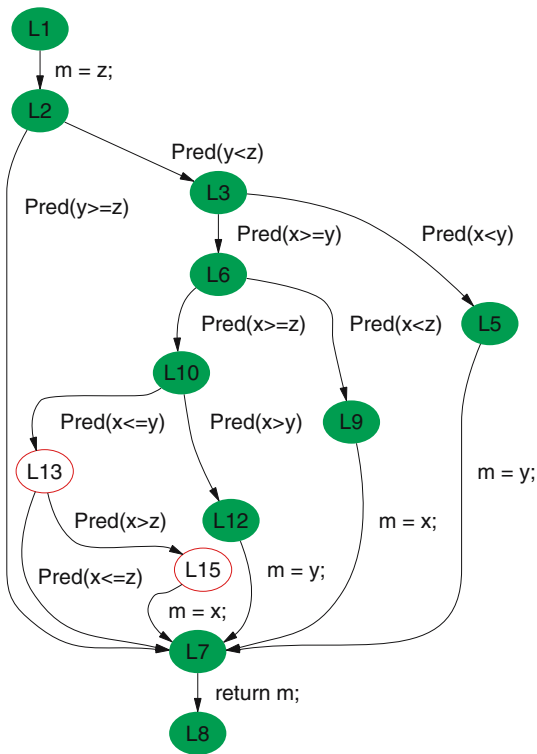 L1
m = z;
L2
Pred(y<z)
L3
Pred(y>=z)
Pred(x>=y)
Pred(x<y)
L6
Pred(x>=z)
Pred(x<z)
L5
L10
Pred(x<=y)
Pred(x>y)
L9
L13
m = y;
Pred(x>z)
L12
m = x;
Pred(x<=z)
L15
m = y;
m = x;
L7
return m;
L8